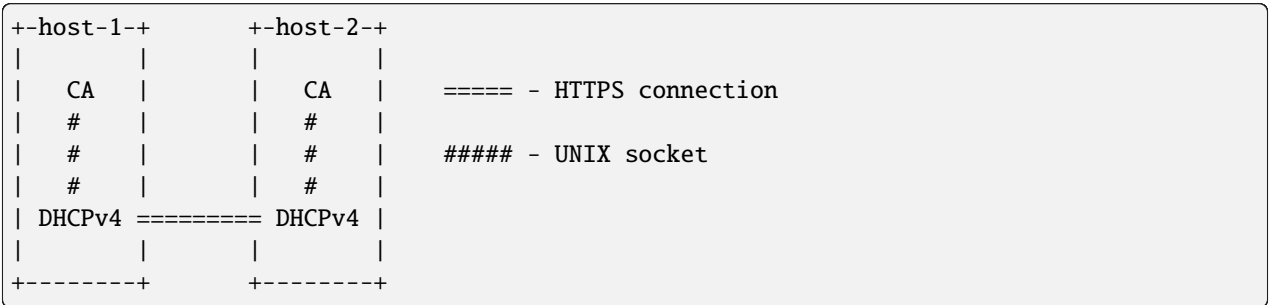 +-host-1-+       +-host-2-+
|        |       |        |
|   CA   |       |   CA   |    ===== - HTTPS connection
|   #    |       |   #    |
|   #    |       |   #    |    ##### - UNIX socket
|   #    |       |   #    |
| DHCPv4 ========= DHCPv4 |
|        |       |        |
+--------+       +--------+